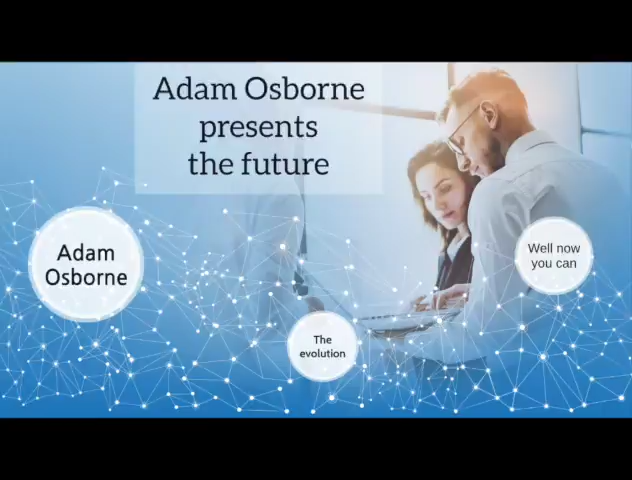 Adam Osborne
presents
the future
Adam
Osborne
Well now
you can
The
evolution